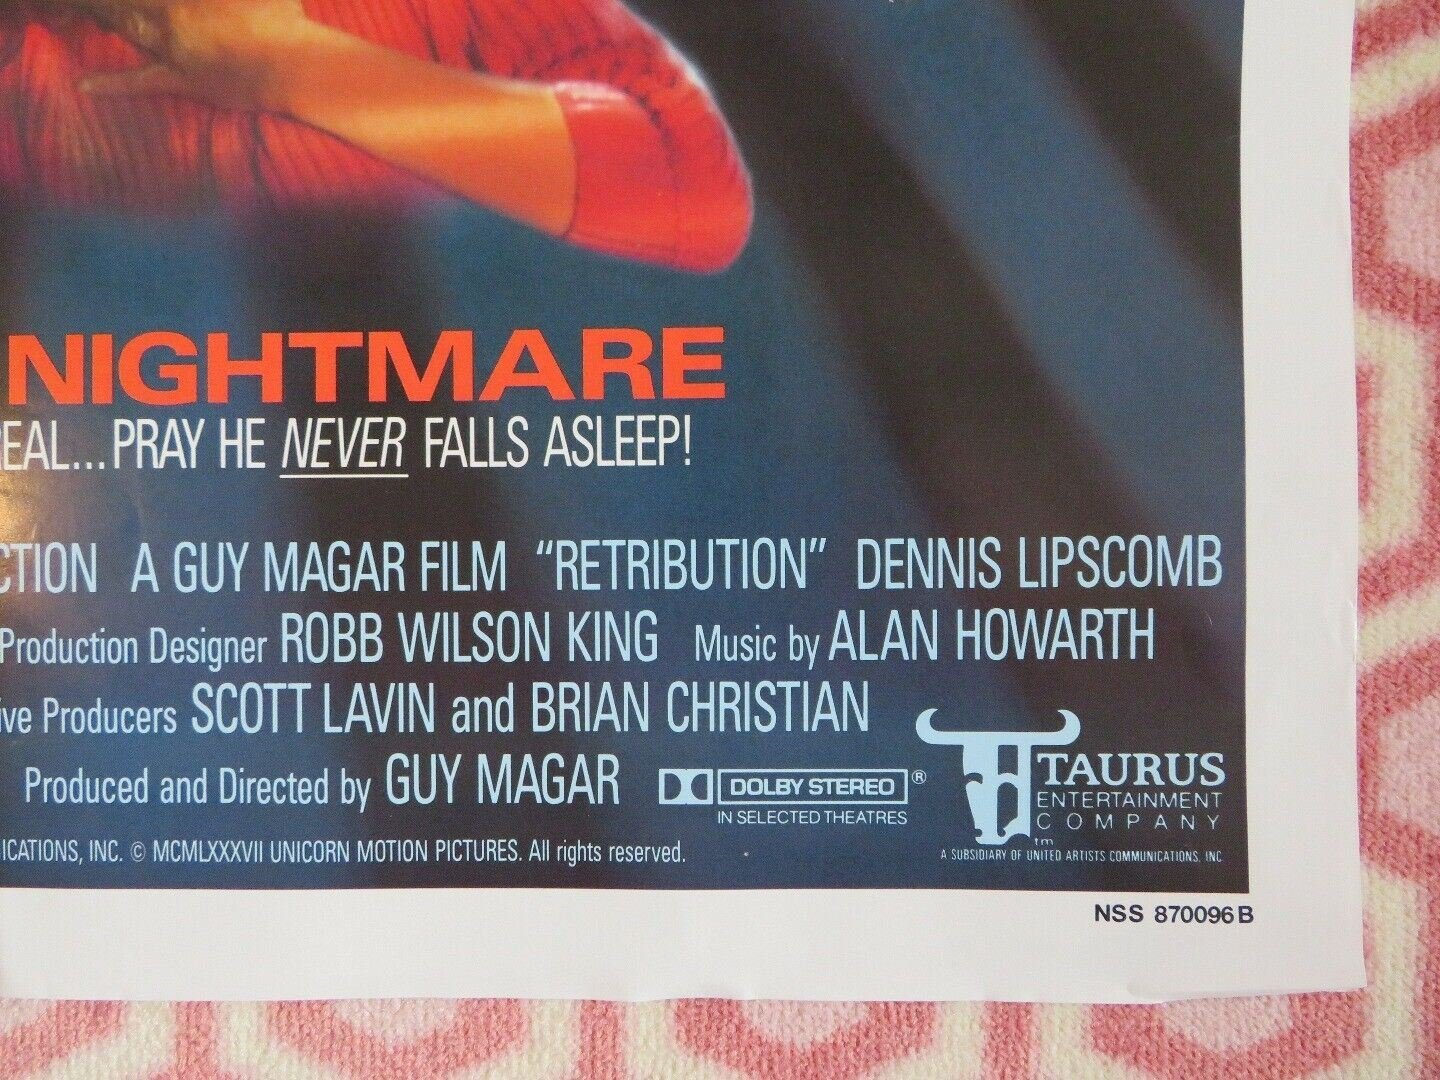 NIGHTMARE
REAL...PRAY HE NEVER FALLS ASLEEP!
CTION A GUY MAGAR FILM “RETRIBUTION” DENNIS LIPSCOMB
Production Designer ROBB WILSON KING Music by ALAN HOWARTH
ive Producers SCOTT LAVIN and BRIAN CHRISTIAN
Produced and Directed by GUY MAGAR
DOLBY STEREO ®
IN SELECTED THEATRES
TAURUS
ENTERTAINMENT
COMPANY
tm
A SUBSIDIARY OF UNITED ARTISTS COMMUNICATIONS, INC
ICATIONS, INC. © MCMLXXXVII UNICORN MOTION PICTURES. All rights reserved.
NSS 870096B